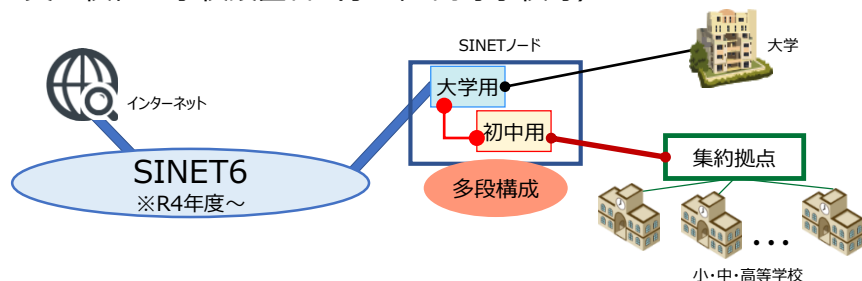 SINETノード
大学
大学用
インターネット
初中用
集約拠点
SINET6
※R4年度～
多段構成
・・・
小・中・高等学校